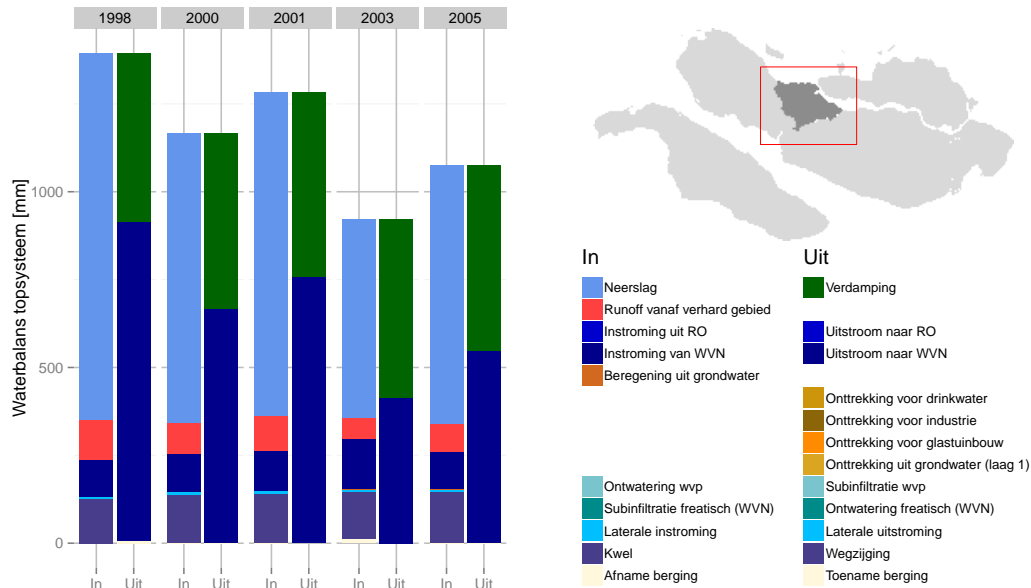 1998 2000 2001 2003 2005
Waterbalans topsysteem [mm]
1000
500
0
In Uit In Uit In Uit In Uit In Uit
In
Neerslag
Runoff vanaf verhard gebied
Instroming uit RO
Instroming van WVN
Beregening uit grondwater
Ontwatering wvp
Subinfiltratie freatisch (WVN)
Laterale instroming
Kwel
Afname berging
Uit
Verdamping
Uitstroom naar RO
Uitstroom naar WVN
Onttrekking voor drinkwater
Onttrekking voor industrie
Onttrekking voor glastuinbouw
Onttrekking uit grondwater (laag 1)
Subinfiltratie wvp
Ontwatering freatisch (WVN)
Laterale uitstroming
Wegzijging
Toename berging